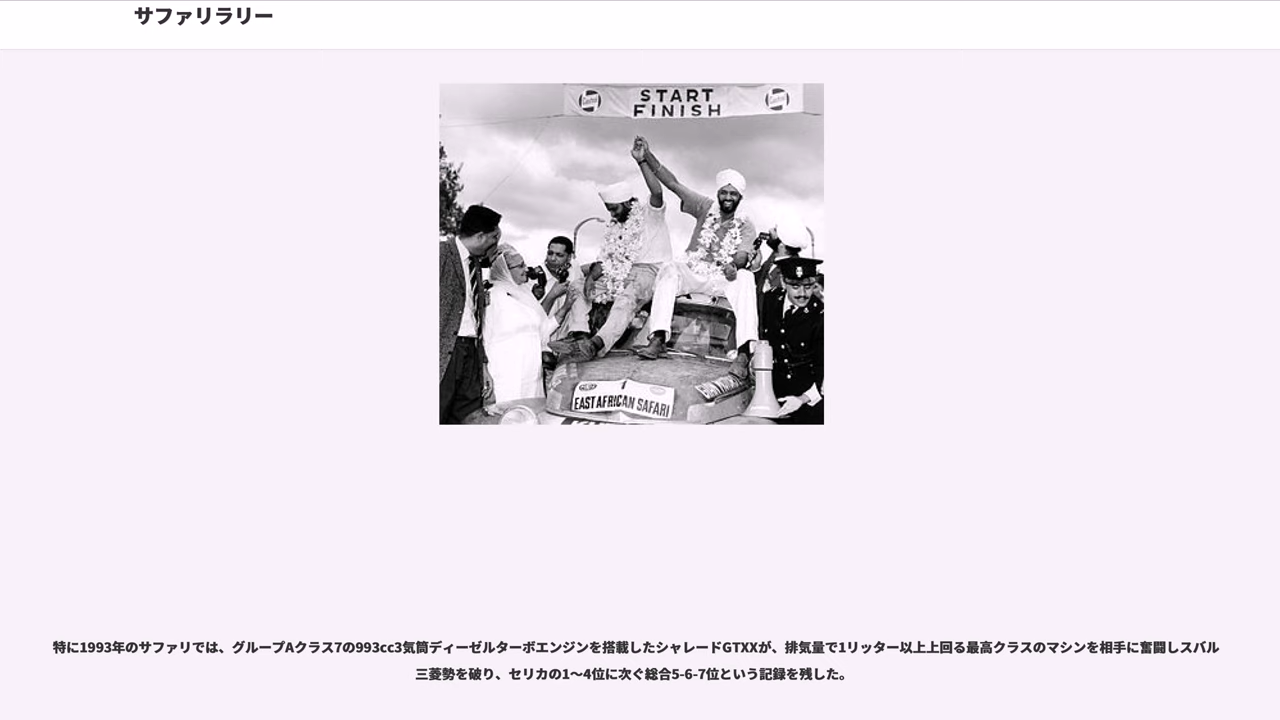 サファリラリー
START
FINISH
Castrol
Castrol
EAST AFRICAN SAFARI
特に1993年のサファリでは、グループAクラス7の993cc3気筒ディーゼルターボエンジンを搭載したシャレードGTXXが、排気量で1リッター以上上回る最高クラスのマシンを相手に奮闘しスバル
三菱勢を破り、セリカの1〜4位に次ぐ総合5-6-7位という記録を残した。